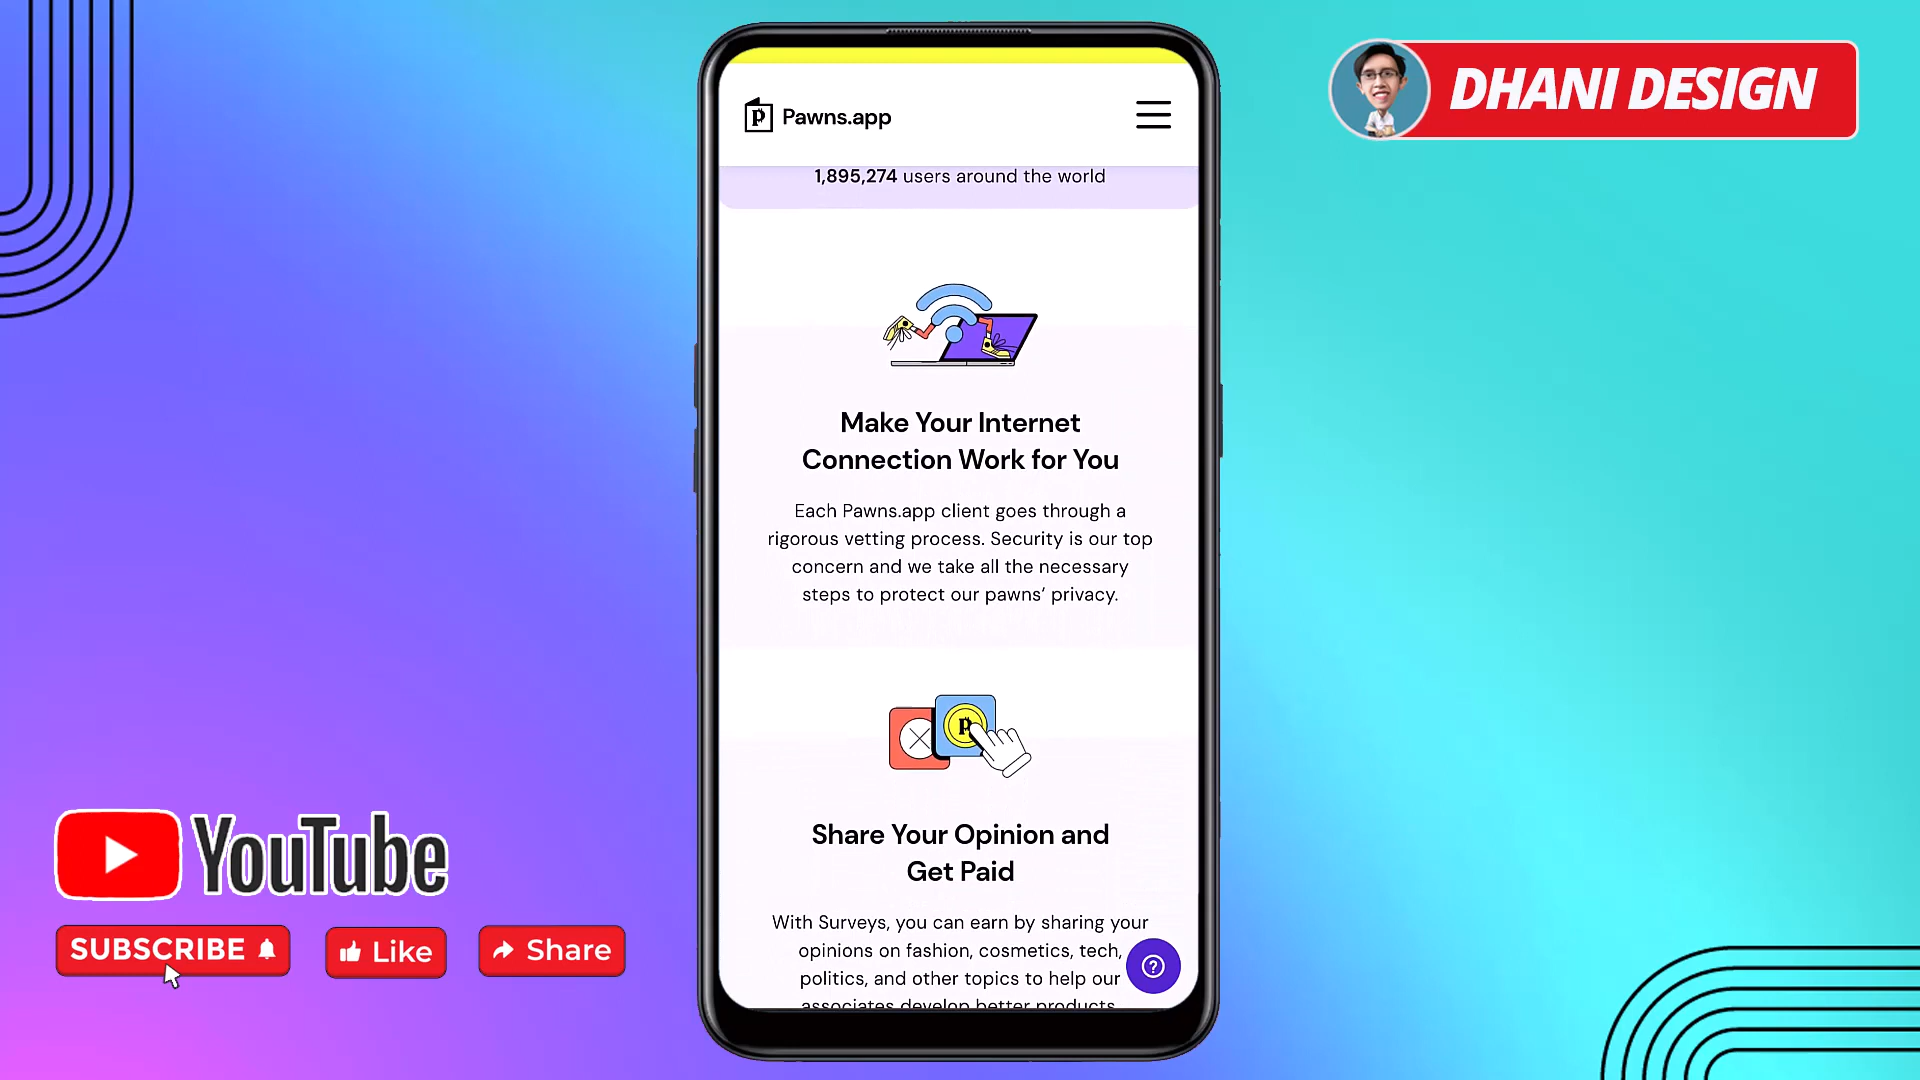 DHANI DESIGN
Pawns.app
1,895,274 users around the world
Make Your Internet
Connection Work for You
Each Pawns.app client goes through a
rigorous vetting process. Security is our top
concern and we take all the necessary
steps to protect our pawns’ privacy.
Share Your Opinion and
Get Paid
With Surveys, you can earn by sharing your
opinions on fashion, cosmetics, tech,
politics, and other topics to help our
associates develop better products.
YouTube
SUBSCRIBE
Like
Share